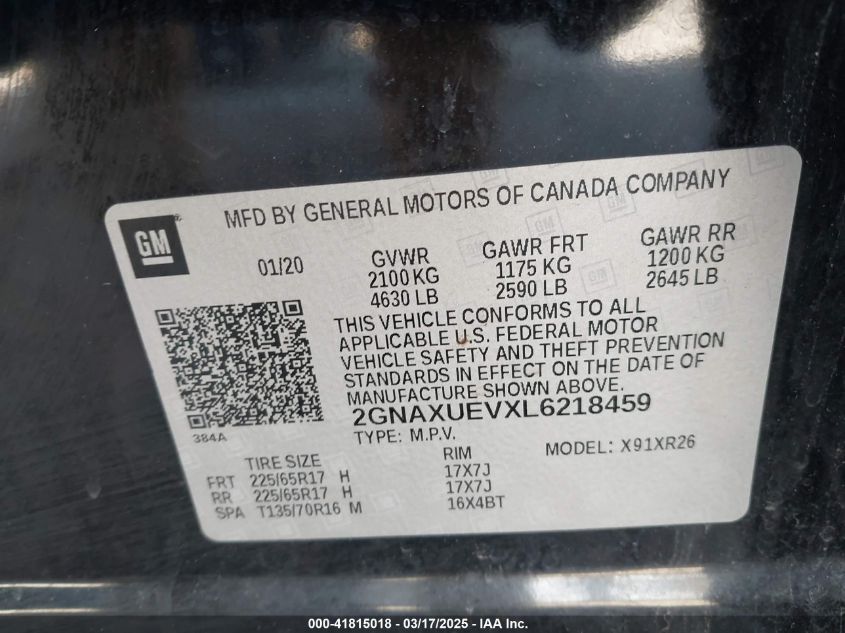 MFD BY GENERAL MOTORS OF CANADA COMPANY
GM
01/20
GVWR
2100 KG
4630 LB
GAWR FRT
1175 KG
2590 LB
GAWR RR
1200 KG
2645 LB
THIS VEHICLE CONFORMS TO ALL
APPLICABLE U.S. FEDERAL MOTOR
VEHICLE SAFETY AND THEFT PREVENTION
STANDARDS IN EFFECT ON THE DATE OF
MANUFACTURE SHOWN ABOVE.
2GNAXUEVXL6218459
384A
TYPE: M.P.V.
MODEL: X91XR26
TIRE SIZE RIM
FRT 225/65R17 H 17X7J
RR 225/65R17 H 17X7J
SPA T135/70R16 M 16X4BT
000-41815018 - 03/17/2025 - IAA Inc.